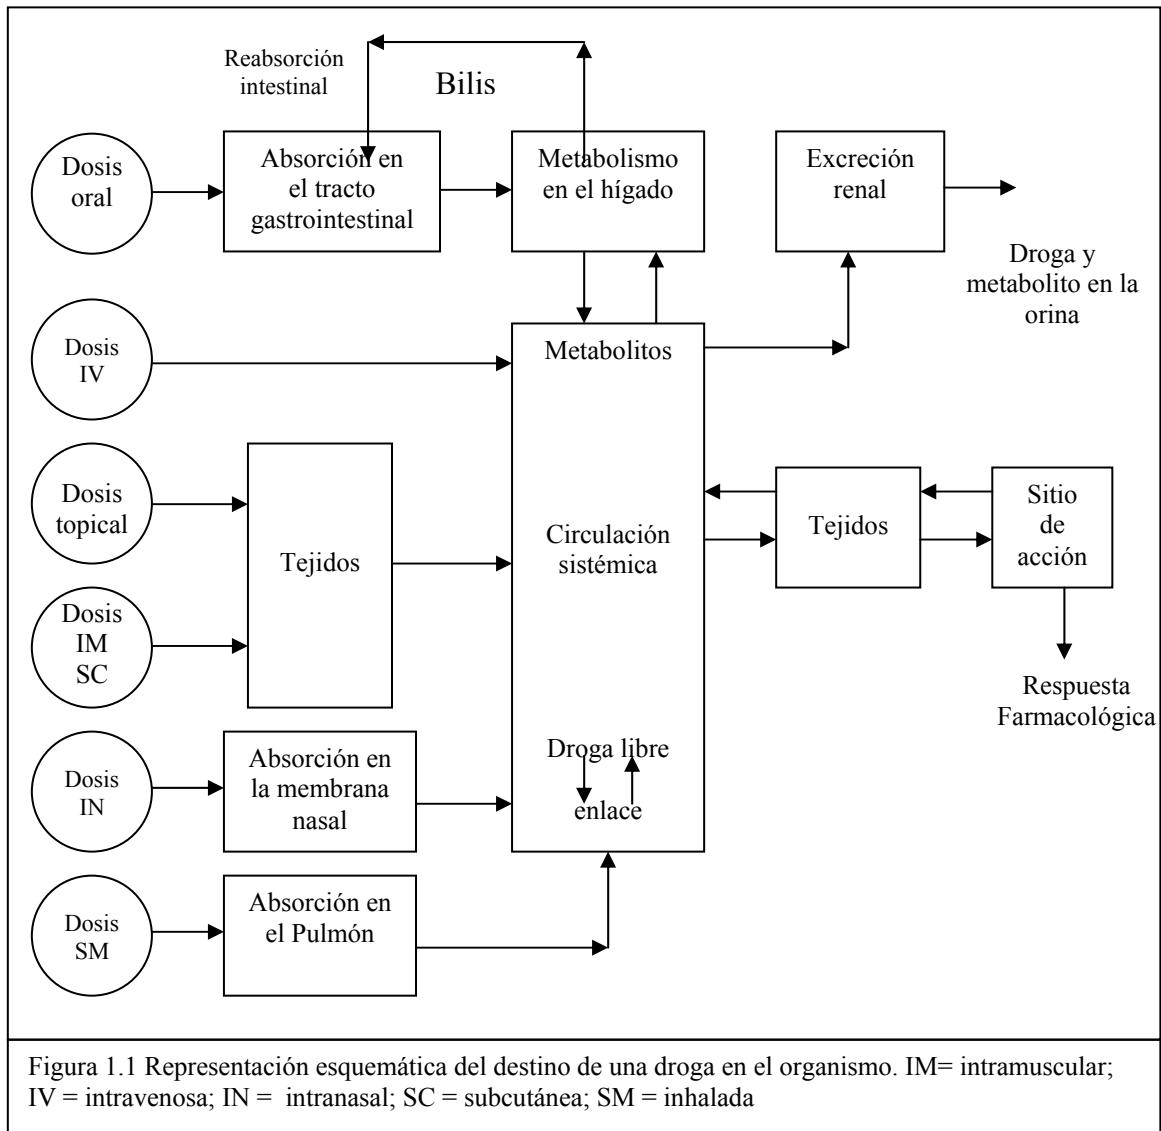 Reabsorción
intestinal
Bilis
Dosis
oral
Absorción en
el tracto
gastrointestinal
Metabolismo
en el hígado
Excreción
renal
Droga y
metabolito en la
orina
Dosis
IV
Metabolitos
Dosis
topical
Tejidos
Circulación
sistémica
Tejidos
Sitio
de
acción
Dosis
IM
SC
Respuesta
Farmacológica
Dosis
IN
Absorción en
la membrana
nasal
Droga libre
enlace
Dosis
SM
Absorción en
el Pulmón
Figura 1.1 Representación esquemática del destino de una droga en el organismo. IM= intramuscular;
IV = intravenosa; IN = intranasal; SC = subcutánea; SM = inhalada